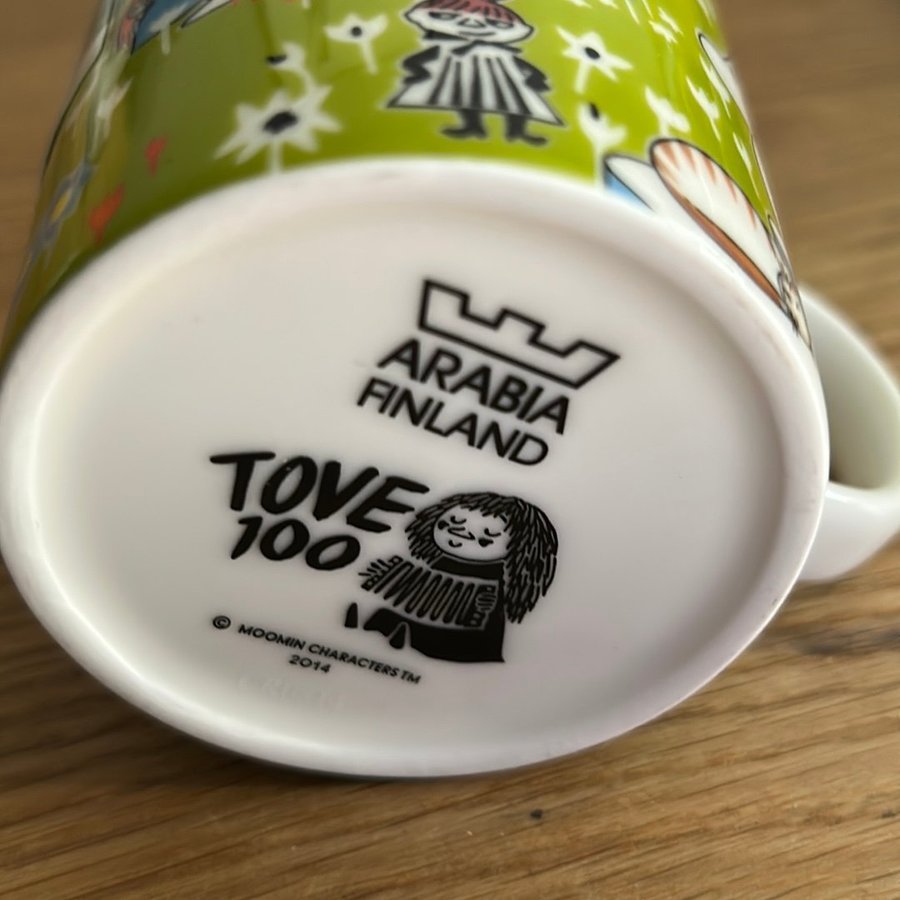 ARABIA
FINLAND
TOVE
100
© MOOMIN CHARACTERS TM
2014